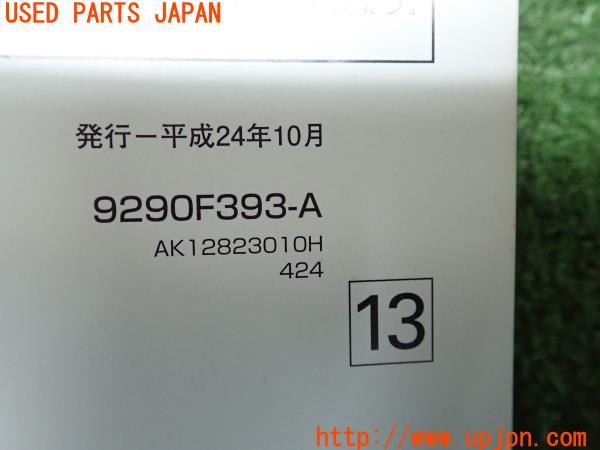 USED PARTS JAPAN
発行－平成24年10月
9290F393-A
AK12823010H
424
13
http://www.upjpn.com